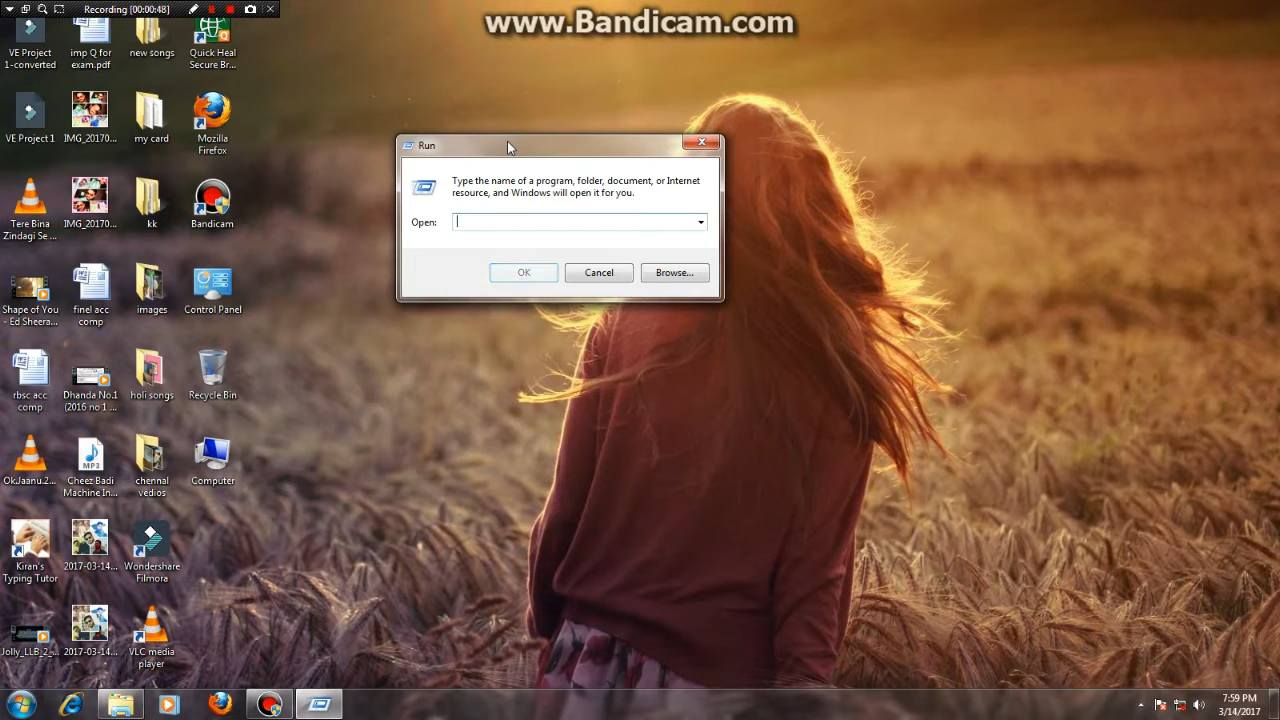 Recording [00:00:48]
www.Bandicam.com
VE Project
1-converted
imp Q for
exam.pdf
new songs
Quick Heal
Secure Br...
VE Project 1
IMG_20170...
my card
Mozilla
Firefox
Tere Bina
Zindagi Se ...
IMG_20170...
kk
Bandicam
Shape of You
- Ed Sheera...
finel acc
comp
images
Control Panel
rbsc acc
comp
Dhanda No.1
(2016 no 1 ...
holi songs
Recycle Bin
OkJaanu.2...
MP3
Cheez Badi
Machine In...
chennal
vedios
Computer
Kiran's
Typing Tutor
2017-03-14...
Wondershare
Filmora
Jolly_LLB_2_...
2017-03-14...
VLC media
player
Run
Type the name of a program, folder, document, or Internet
resource, and Windows will open it for you.
Open:
OK
Cancel
Browse...
7:59 PM
3/14/2017